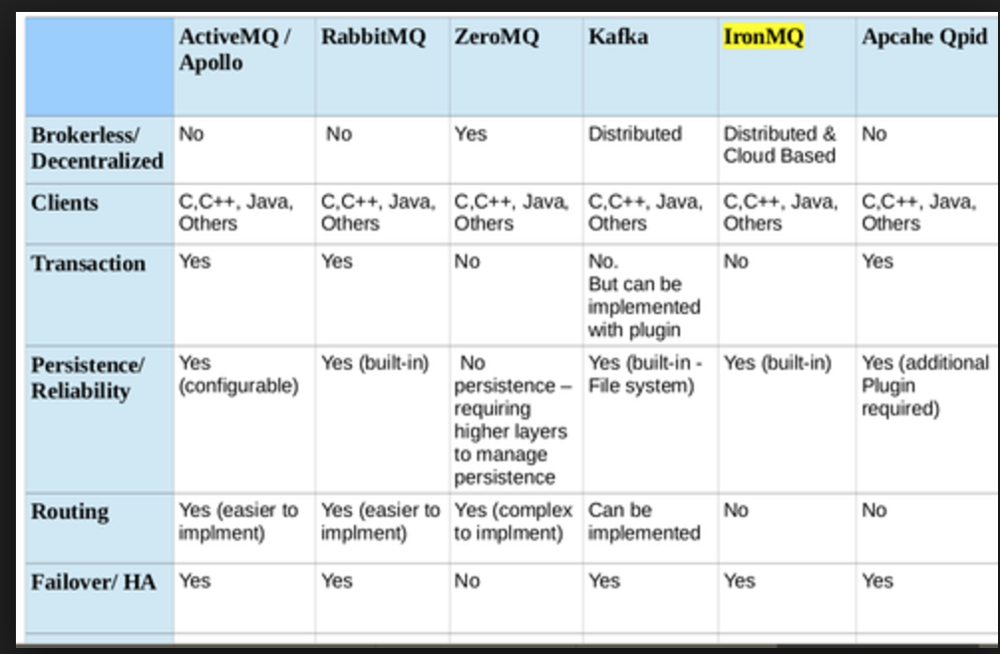 ActiveMQ / Apollo RabbitMQ ZeroMQ Kafka IronMQ Apcahe Qpid
Brokerless/ Decentralized No No Yes Distributed Distributed & Cloud Based No
Clients C,C++, Java, Others C,C++, Java, Others C,C++, Java, Others C,C++, Java, Others C,C++, Java, Others C,C++, Java, Others
Transaction Yes Yes No No. But can be implemented with plugin No Yes
Persistence/ Reliability Yes (configurable) Yes (built-in) No persistence – requiring higher layers to manage persistence Yes (built-in - File system) Yes (built-in) Yes (additional Plugin required)
Routing Yes (easier to implment) Yes (easier to implment) Yes (complex to implment) Can be implemented No No
Failover/ HA Yes Yes No Yes Yes Yes